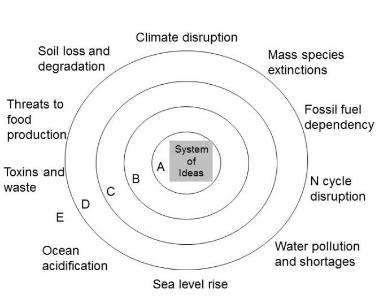 Climate disruption
Soil loss and
degradation
Mass species
extinctions
Threats to
food
production
Fossil fuel
dependency
System
of
Ideas
A
B
C
D
E
Toxins and
waste
N cycle
disruption
Ocean
acidification
Water pollution
and shortages
Sea level rise